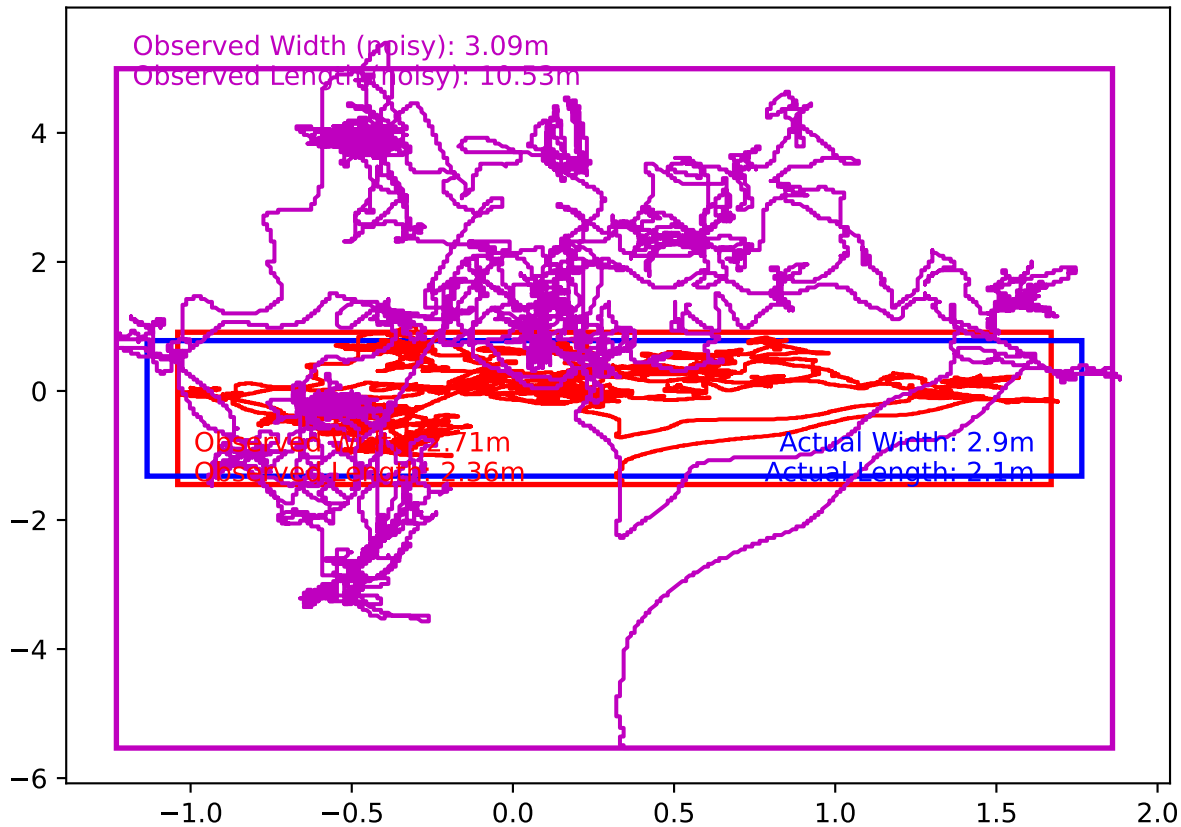 Observed Width (noisy): 3.09m
Observed Length (noisy): 10.53m
4
2
0
Observed Width: 2.71m
Actual Width: 2.9m
Observed Length: 2.36m
Actual Length: 2.1m
−2
−4
−6
−1.0 −0.5 0.0 0.5 1.0 1.5 2.0